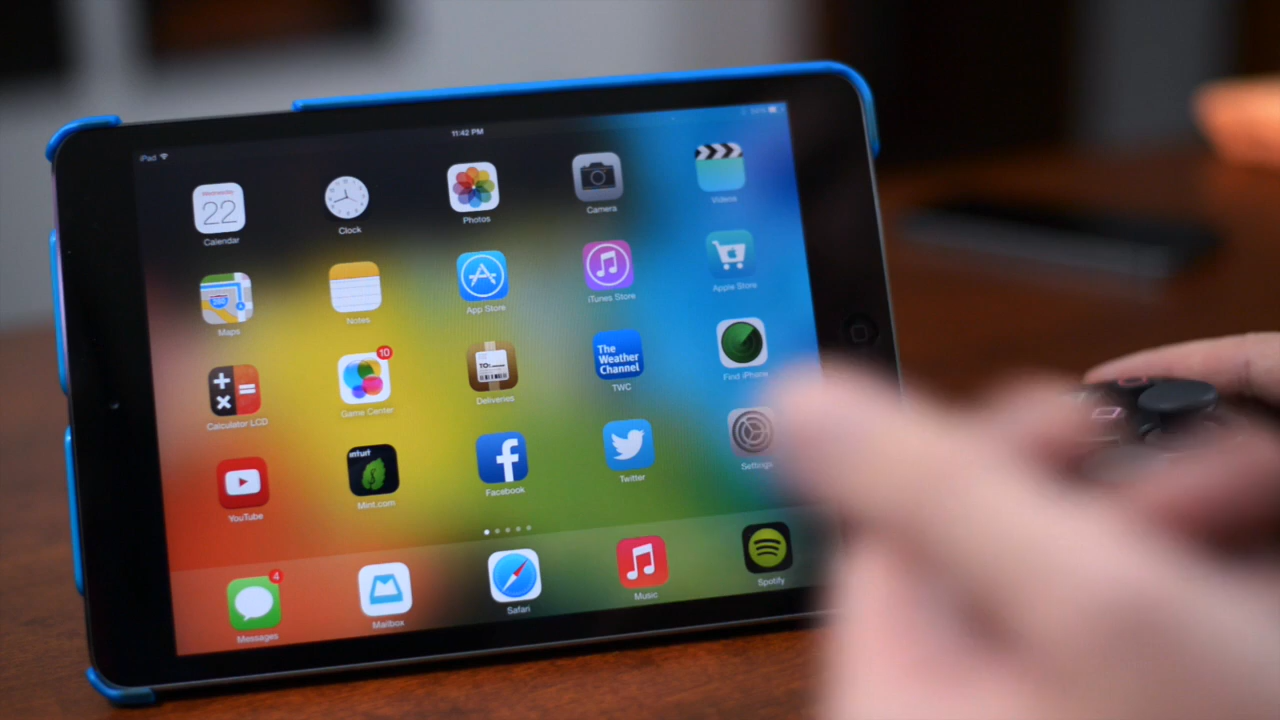 iPad
11:42 PM
Wednesday
22
Calendar
Clock
Photos
Camera
Videos
280
Maps
Notes
App Store
iTunes Store
Apple Store
Calculator LCD
10
Game Center
TO:
Deliveries
The
Weather
Channel
TWC
Find iPhone
YouTube
intuit
Mint.com
Facebook
Twitter
Settings
4
Messages
Mailbox
Safari
Music
Spotify